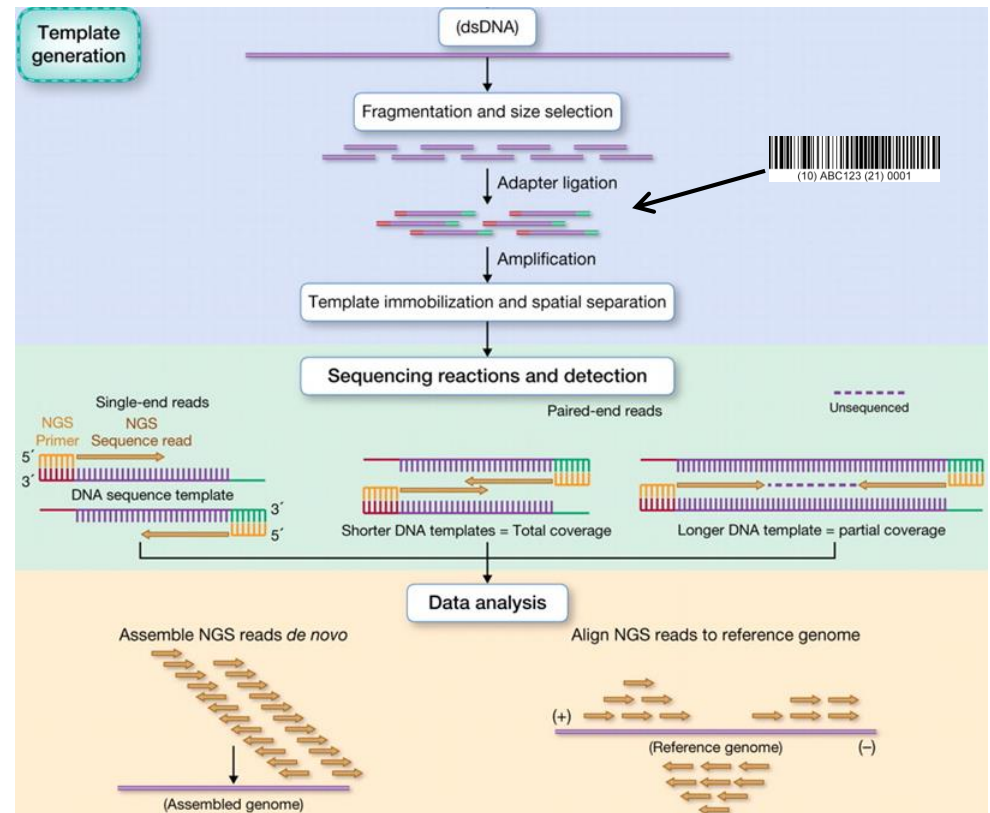 Template
generation
(dsDNA)
Fragmentation and size selection
(10) ABC123 (21) 0001
Adapter ligation
Amplification
Template immobilization and spatial separation
Sequencing reactions and detection
Single-end reads
Paired-end reads
Unsequenced
NGS
Primer
NGS
Sequence read
5´
3´
DNA sequence template
3´
5´
Shorter DNA templates = Total coverage
Longer DNA template = partial coverage
Data analysis
Assemble NGS reads de novo
Align NGS reads to reference genome
(+)
(Reference genome)
(–)
(Assembled genome)